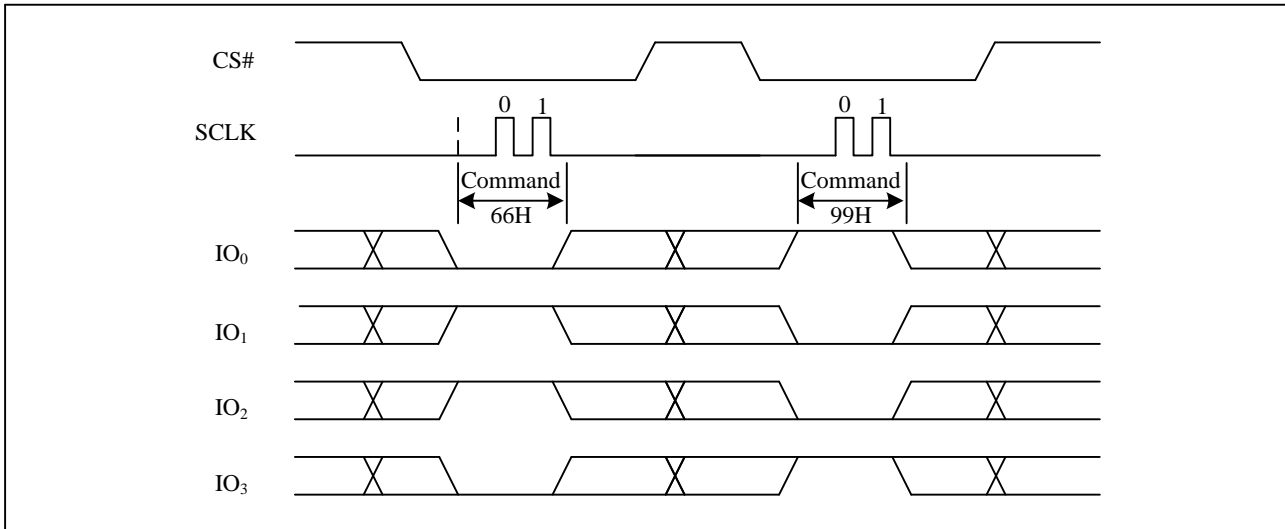 CS#
0 1 0 1
SCLK
Command Command
66H 99H
IO₀
IO₁
IO₂
IO₃